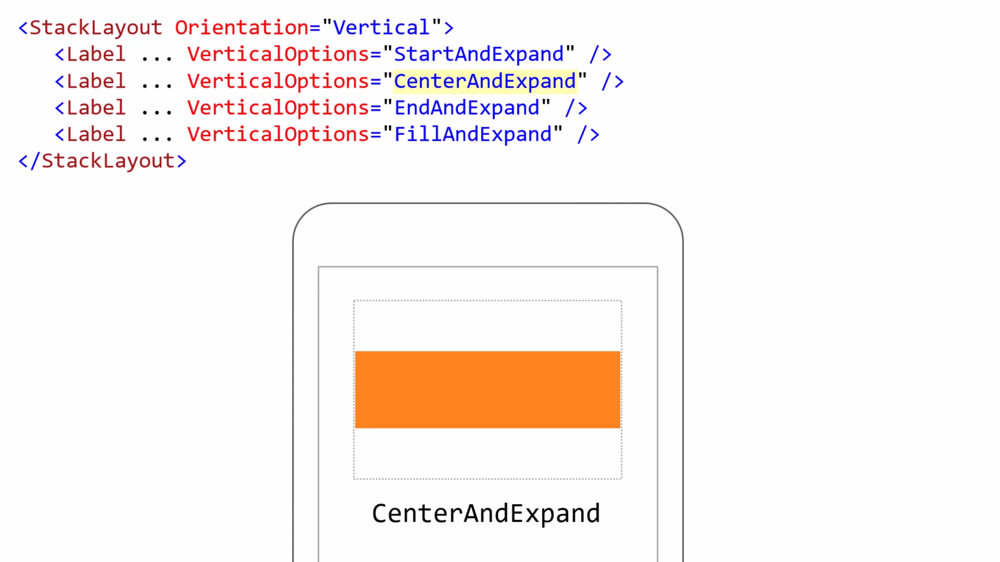 <StackLayout Orientation="Vertical">
<Label ... VerticalOptions="StartAndExpand" />
<Label ... VerticalOptions="CenterAndExpand" />
<Label ... VerticalOptions="EndAndExpand" />
<Label ... VerticalOptions="FillAndExpand" />
</StackLayout>
CenterAndExpand